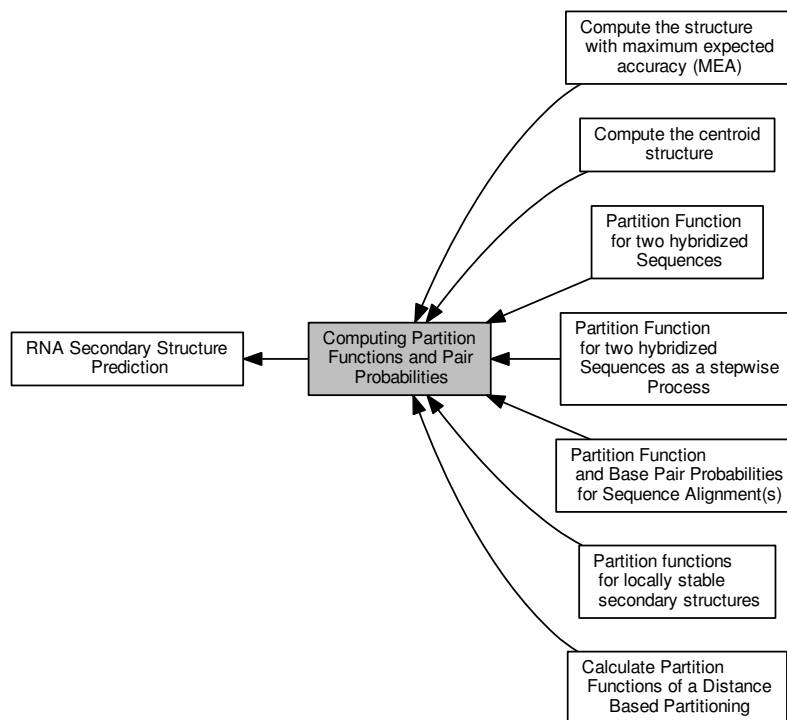 Compute the structure
with maximum expected
accuracy (MEA)
Compute the centroid
structure
Partition Function
for two hybridized
Sequences
RNA Secondary Structure
Prediction
Computing Partition
Functions and Pair
Probabilities
Partition Function
for two hybridized
Sequences as a stepwise
Process
Partition Function
and Base Pair Probabilities
for Sequence Alignment(s)
Partition functions
for locally stable
secondary structures
Calculate Partition
Functions of a Distance
Based Partitioning